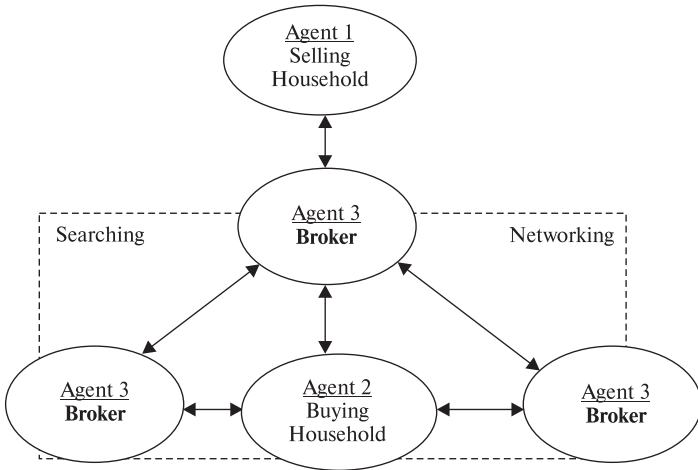 Agent 1
Selling
Household
Agent 3
Broker
Searching
Networking
Agent 3
Broker
Agent 2
Buying
Household
Agent 3
Broker